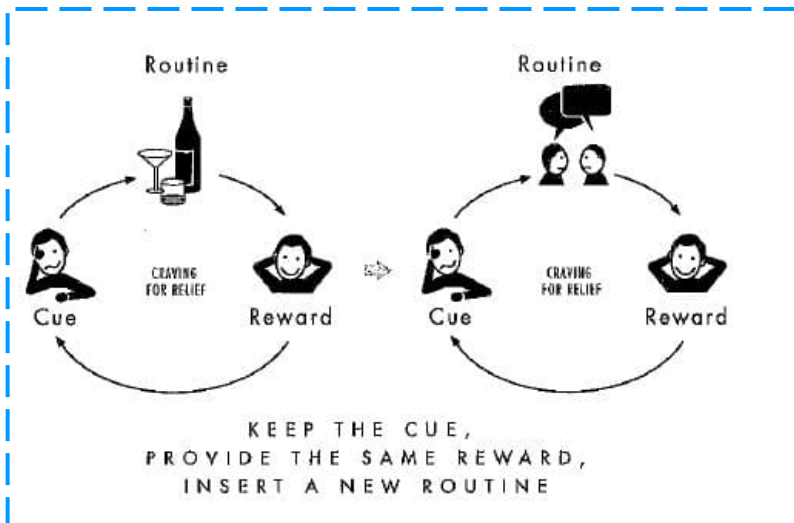 Routine
CRAVING
FOR RELIEF
Cue
Reward
Routine
CRAVING
FOR RELIEF
Cue
Reward
KEEP THE CUE,
PROVIDE THE SAME REWARD,
INSERT A NEW ROUTINE